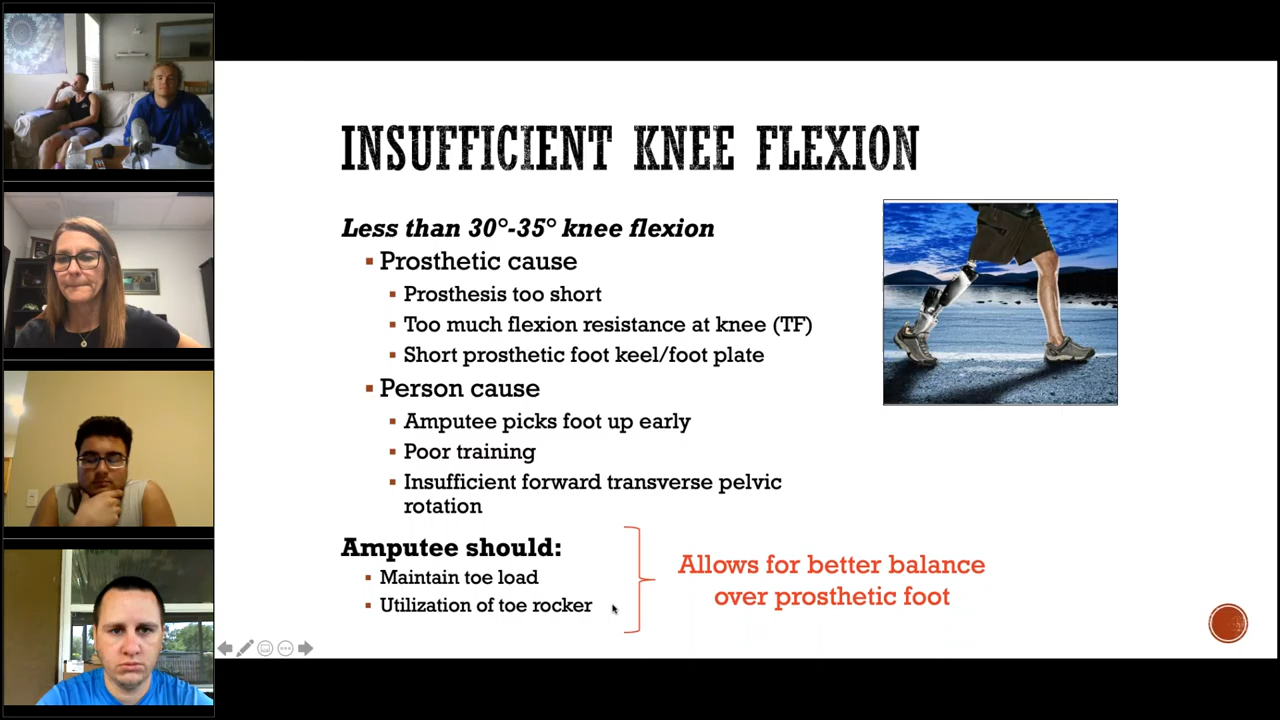 INSUFFICIENT KNEE FLEXION
Less than 30°-35° knee flexion
▪ Prosthetic cause
▪ Prosthesis too short
▪ Too much flexion resistance at knee (TF)
▪ Short prosthetic foot keel/foot plate
▪ Person cause
▪ Amputee picks foot up early
▪ Poor training
▪ Insufficient forward transverse pelvic
rotation
Amputee should:
▪ Maintain toe load
▪ Utilization of toe rocker
Allows for better balance
over prosthetic foot